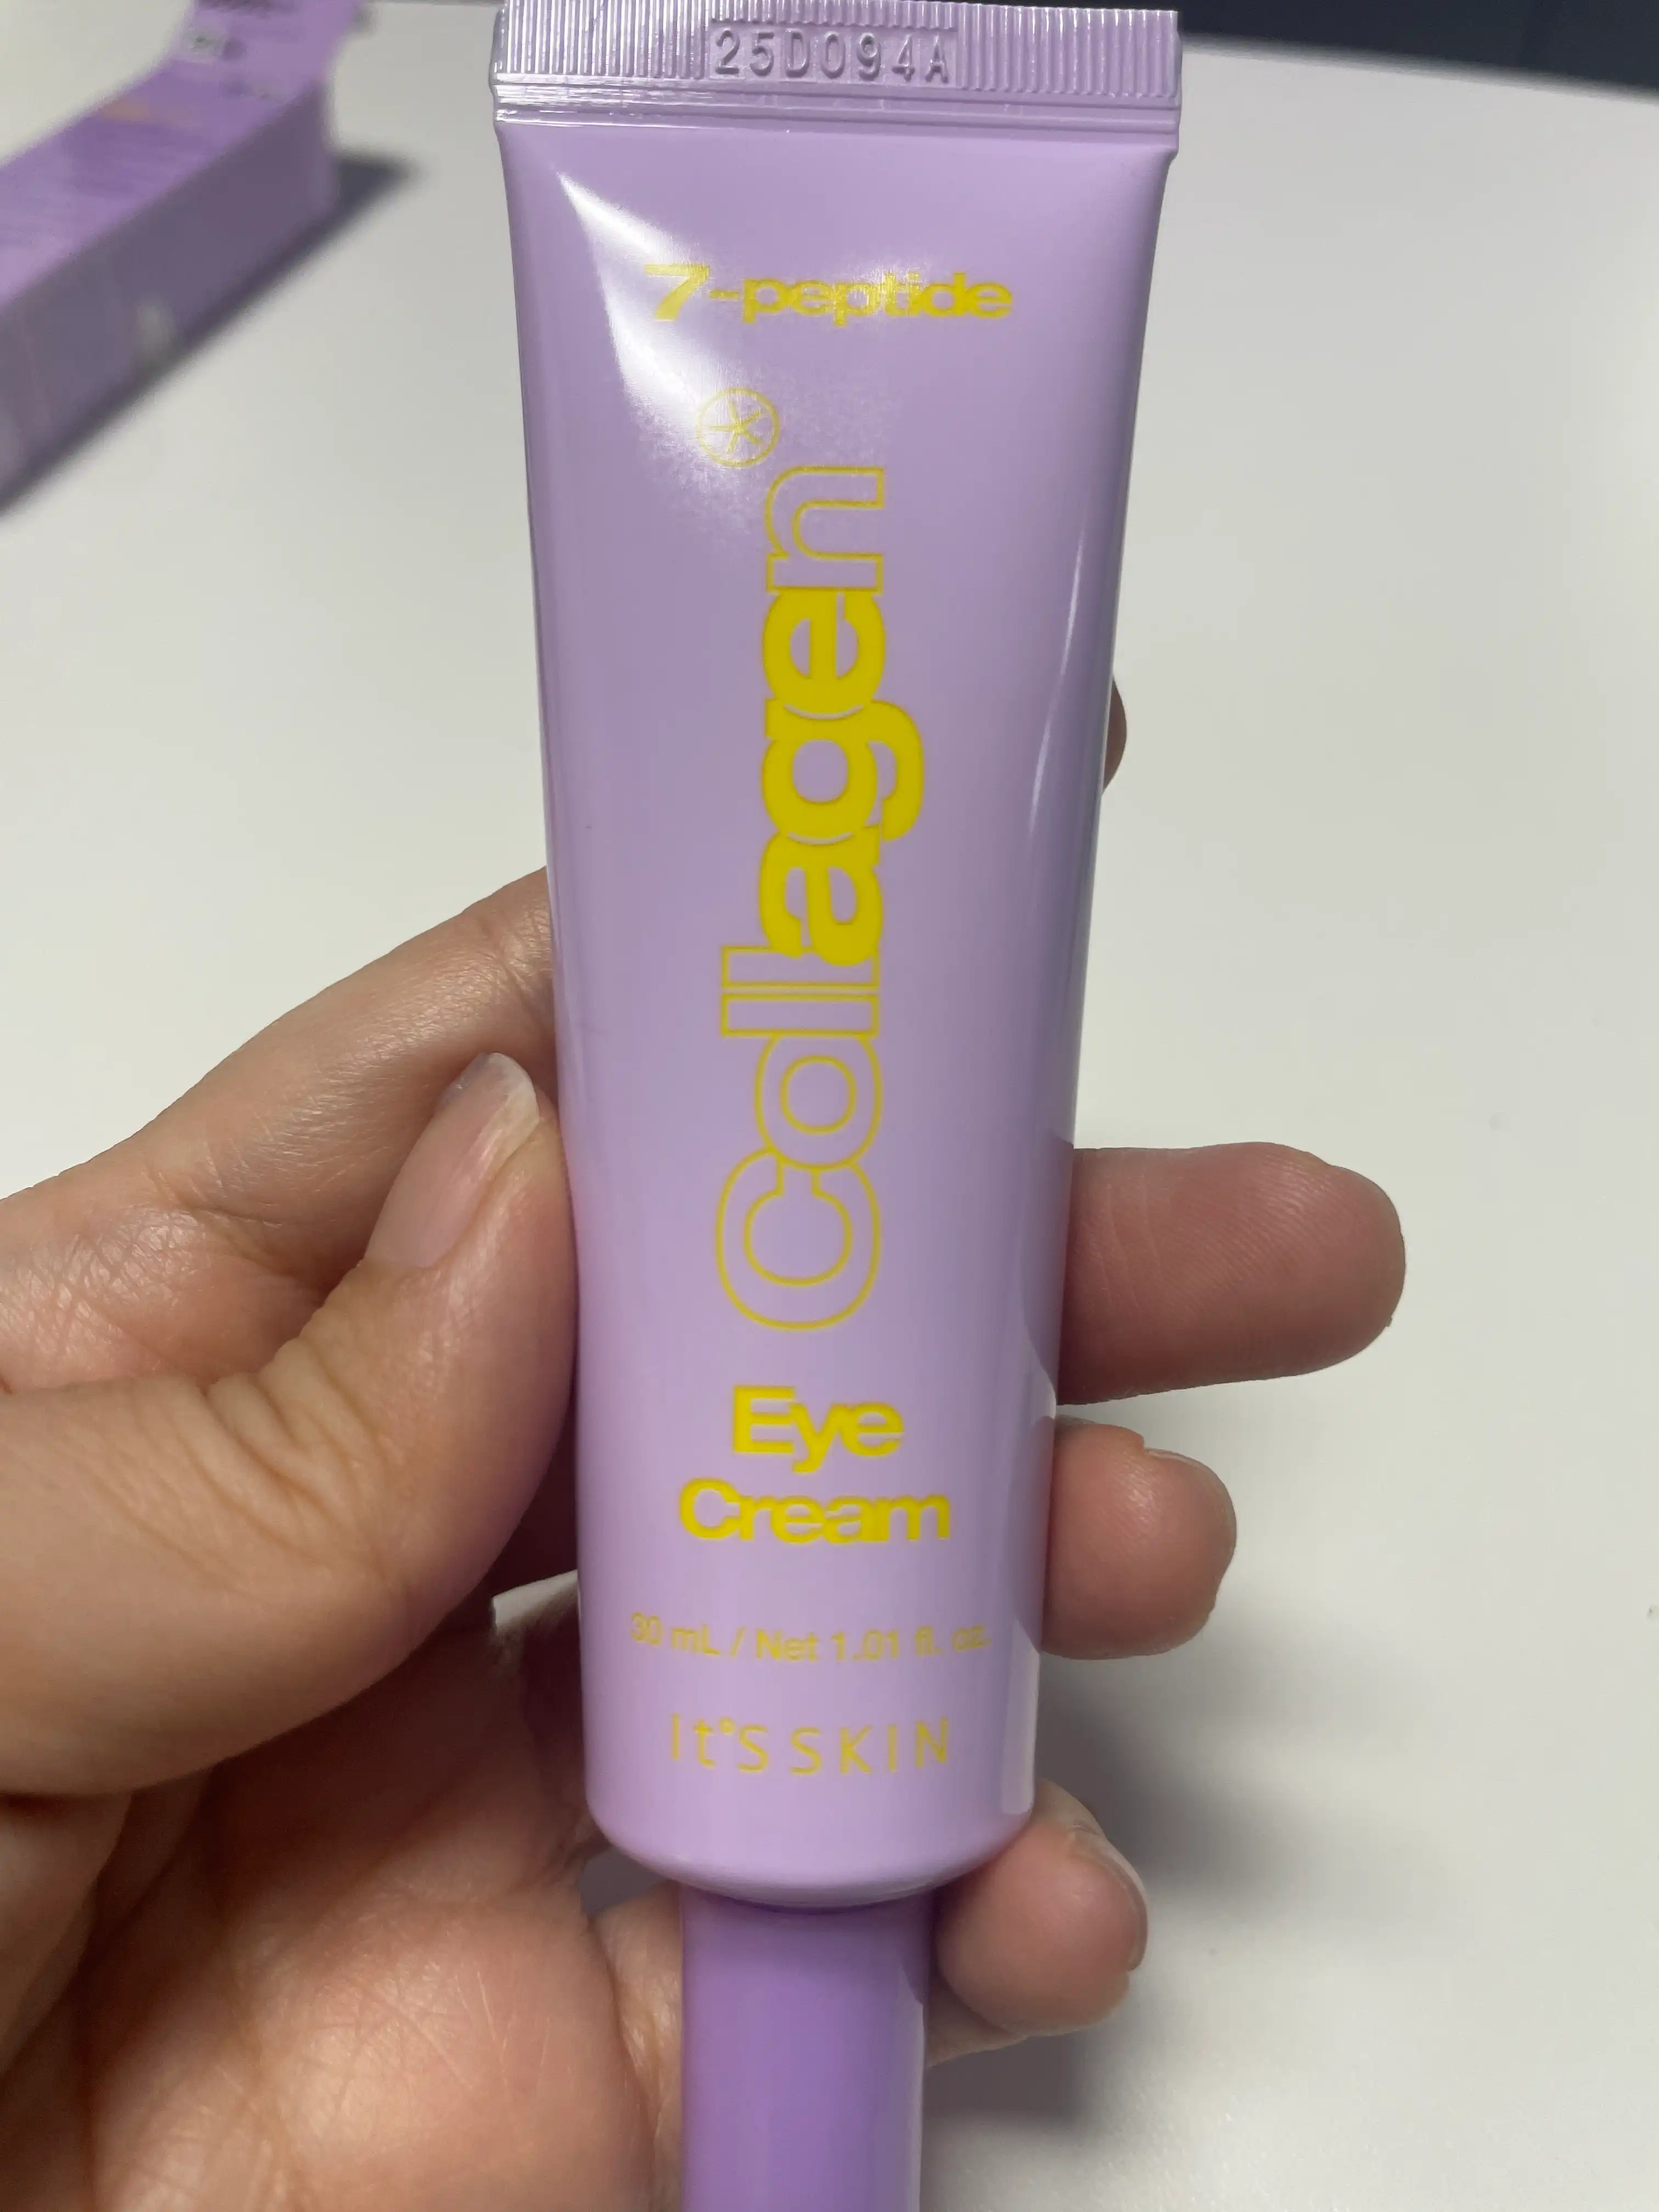 25D094A
7-peptide
Collagen
Eye
Cream
30 mL / Net 1.01 fl. oz.
It'S SKIN